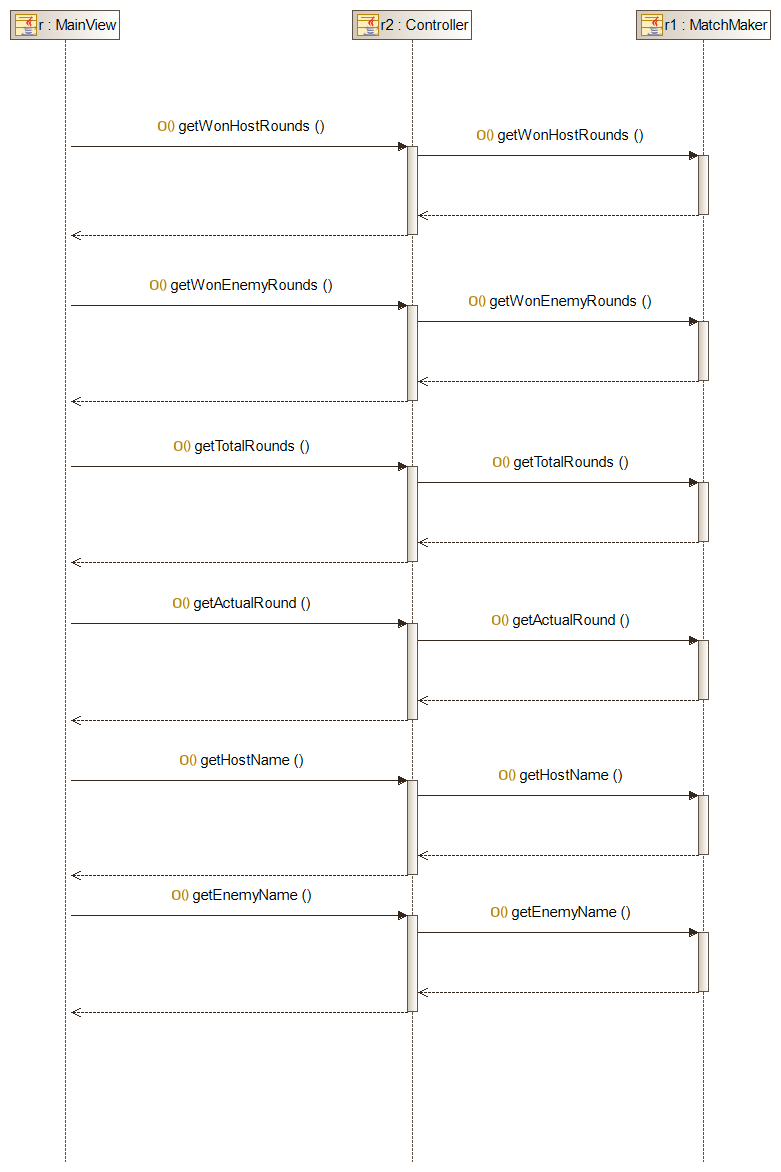 r : MainView
r2 : Controller
r1 : MatchMaker
O() getWonHostRounds ()
O() getWonHostRounds ()
O() getWonEnemyRounds ()
O() getWonEnemyRounds ()
O() getTotalRounds ()
O() getTotalRounds ()
O() getActualRound ()
O() getActualRound ()
O() getHostName ()
O() getHostName ()
O() getEnemyName ()
O() getEnemyName ()